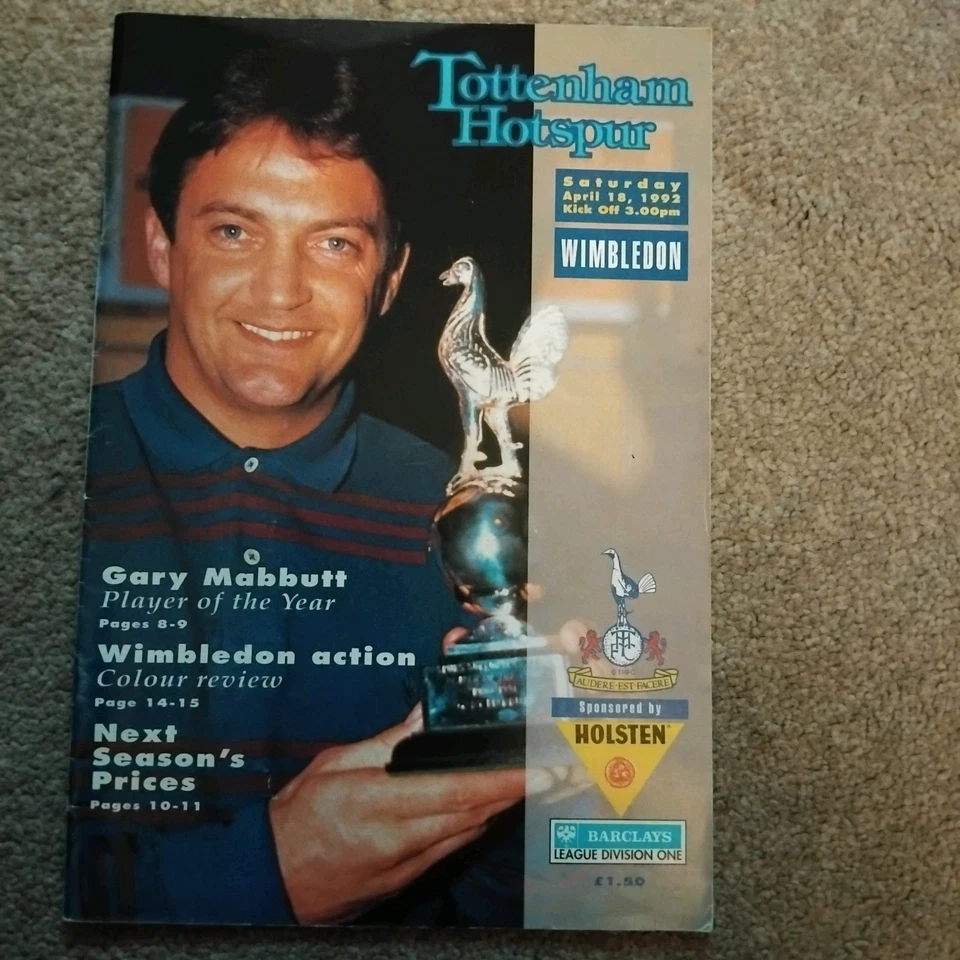 Tottenham
Hotspur
Saturday
April 18, 1992
Kick Off 3.00pm
WIMBLEDON
Gary Mabbutt
Player of the Year
Pages 8-9
Wimbledon action
Colour review
Page 14-15
Next
Season's
Prices
Pages 10-11
AUDERE·EST·FACERE
Sponsored by
HOLSTEN
BARCLAYS
LEAGUE DIVISION ONE
£1.50